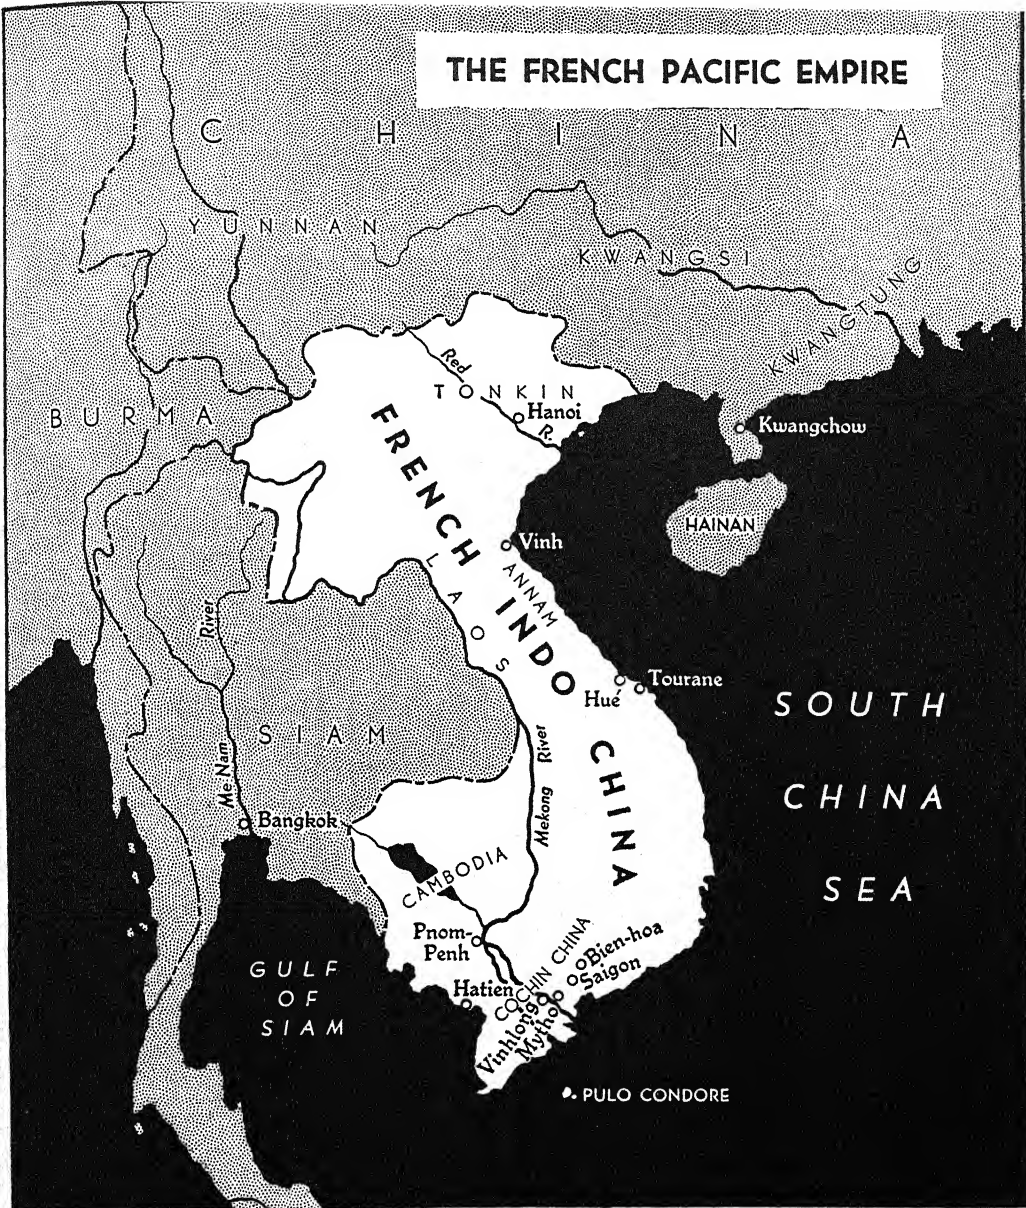 THE FRENCH PACIFIC EMPIRE
CHINA
YUNNAN
KWANGSI
KWANGTUNG
BURMA
Red
TONKIN
Hanoi
R.
Kwangchow
FRENCH INDO CHINA
HAINAN
Vinh
LAOS
ANNAM
River
Hué
Tourane
SIAM
Me Nam
Mekong River
SOUTH
CHINA
SEA
Bangkok
CAMBODIA
Pnom-
Penh
COCHIN CHINA
Bien-hoa
Saigon
Hatien
Vinhlong
Mytho
GULF
OF
SIAM
PULO CONDORE